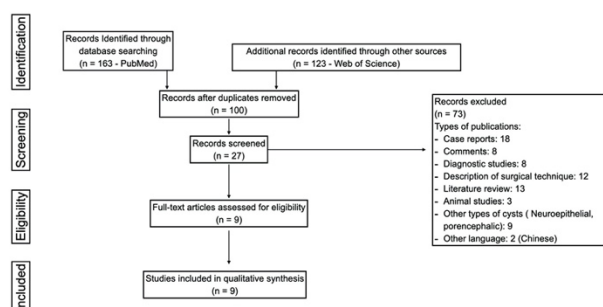 Identification
Records Identified through
database searching
(n = 163 - PubMed)
Additional records identified through other sources
(n = 123 - Web of Science)
Records after duplicates removed
(n = 100)
Screening
Records screened
(n = 27)
Records excluded
(n = 73)
Types of publications:
- Case reports: 18
- Comments: 8
- Diagnostic studies: 8
- Description of surgical technique: 12
- Literature review: 13
- Animal studies: 3
- Other types of cysts ( Neuroepithelial,
porencephalic): 9
- Other language: 2 (Chinese)
Eligibility
Full-text articles assessed for eligibility
(n = 9)
Included
Studies included in qualitative synthesis
(n = 9)